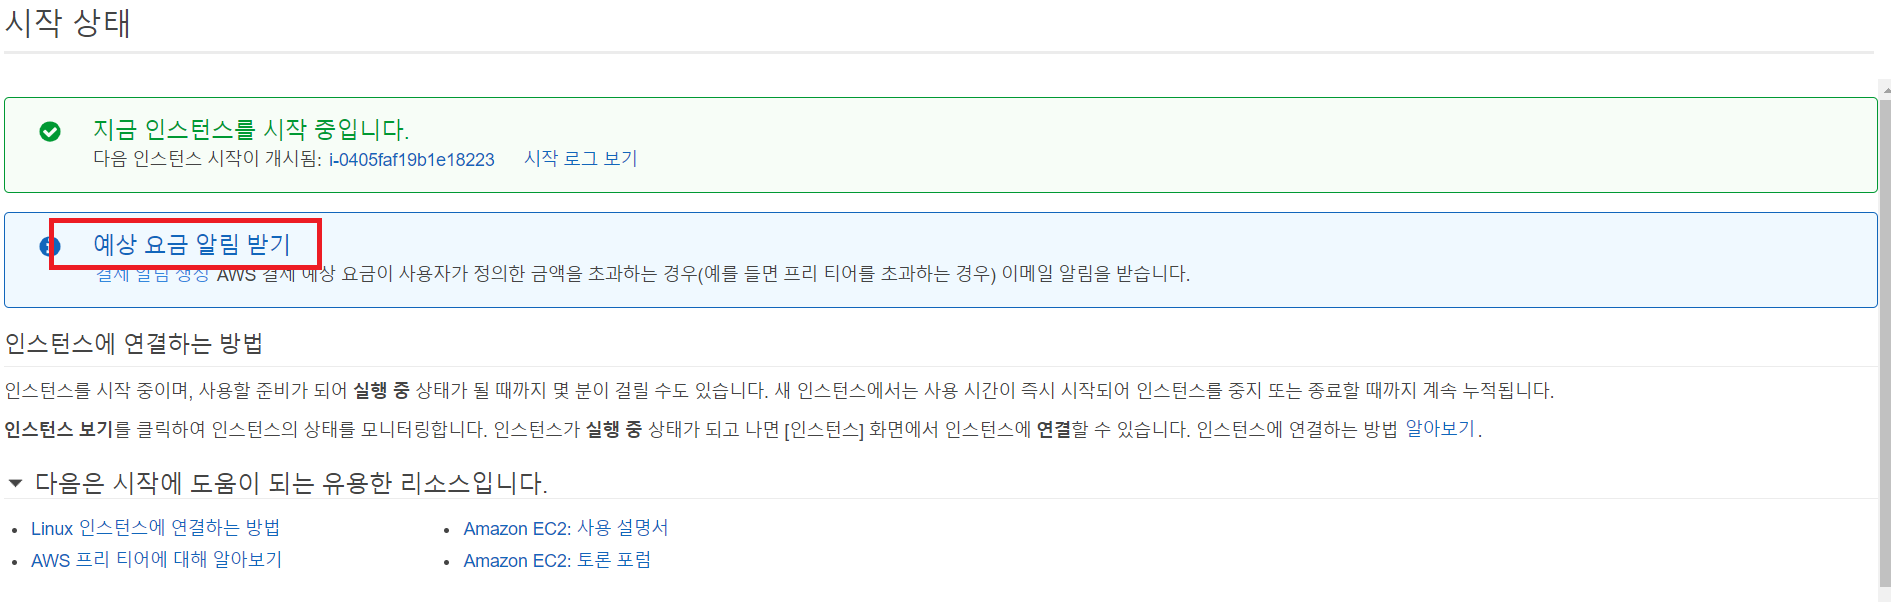 시작 상태
지금 인스턴스를 시작 중입니다.
다음 인스턴스 시작이 개시됨: i-0405faf19b1e18223 시작 로그 보기
예상 요금 알림 받기
결제 알림 생성 AWS 결제 예상 요금이 사용자가 정의한 금액을 초과하는 경우(예를 들면 프리 티어를 초과하는 경우) 이메일 알림을 받습니다.
인스턴스에 연결하는 방법
인스턴스를 시작 중이며, 사용할 준비가 되어 실행 중 상태가 될 때까지 몇 분이 걸릴 수도 있습니다. 새 인스턴스에서는 사용 시간이 즉시 시작되어 인스턴스를 중지 또는 종료할 때까지 계속 누적됩니다.
인스턴스 보기를 클릭하여 인스턴스의 상태를 모니터링합니다. 인스턴스가 실행 중 상태가 되고 나면 [인스턴스] 화면에서 인스턴스에 연결할 수 있습니다. 인스턴스에 연결하는 방법 알아보기.
다음은 시작에 도움이 되는 유용한 리소스입니다.
• Linux 인스턴스에 연결하는 방법
• AWS 프리 티어에 대해 알아보기
• Amazon EC2: 사용 설명서
• Amazon EC2: 토론 포럼